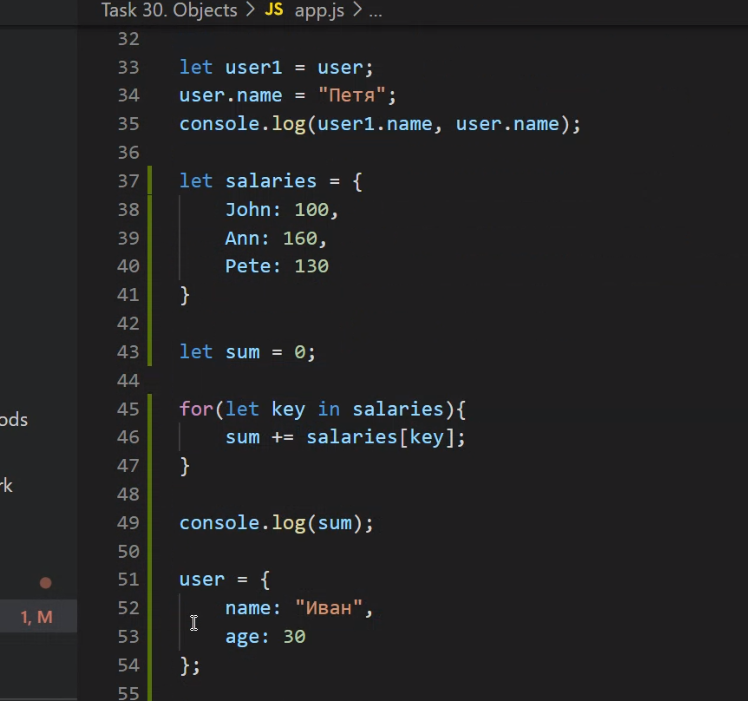 Task 30. Objects > JS app.js > ...
32
33 let user1 = user;
34 user.name = "Петя";
35 console.log(user1.name, user.name);
36
37 let salaries = {
38 John: 100,
39 Ann: 160,
40 Pete: 130
41 }
42
43 let sum = 0;
44
45 for(let key in salaries){
46 sum += salaries[key];
47 }
48
49 console.log(sum);
50
51 user = {
52 name: "Иван",
53 age: 30
54 };
55
ods
rk
1, M